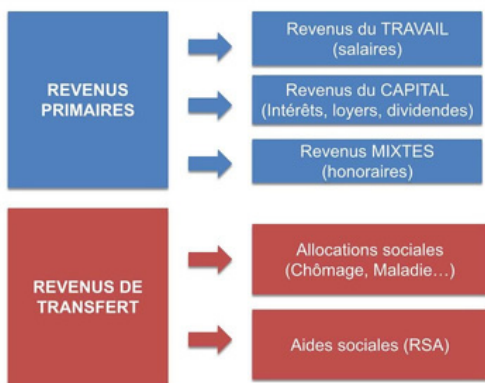 REVENUS
PRIMAIRES
Revenus du TRAVAIL
(salaires)
Revenus du CAPITAL
(Intérêts, loyers, dividendes)
Revenus MIXTES
(honoraires)
REVENUS DE
TRANSFERT
Allocations sociales
(Chômage, Maladie…)
Aides sociales (RSA)